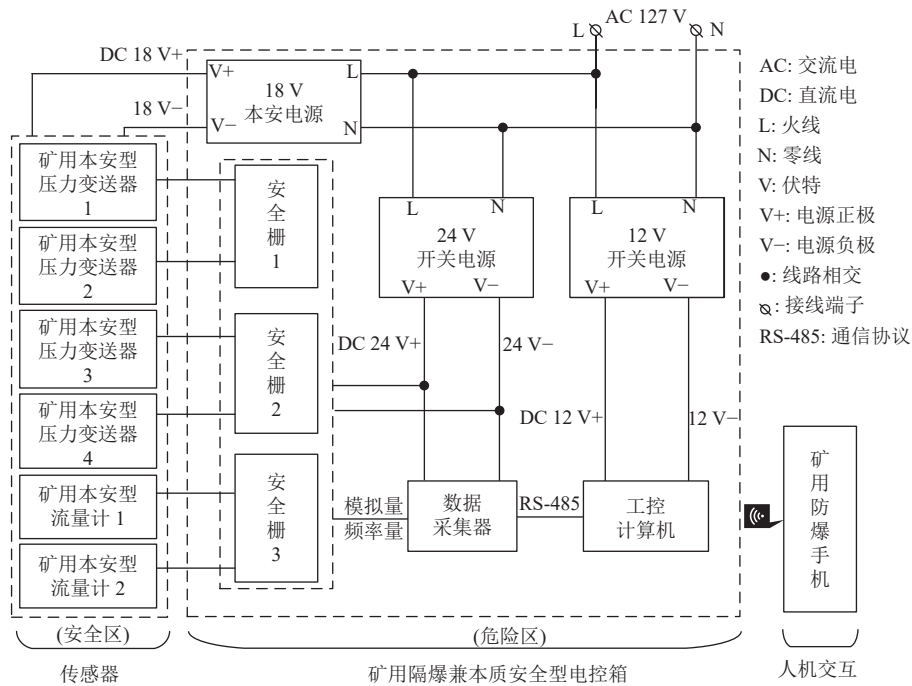 AC 127 V
L
N
DC 18 V+
18 V−
V+
L
18 V
本安电源
V−
N
矿用本安型
压力变送器
1
矿用本安型
压力变送器
2
矿用本安型
压力变送器
3
矿用本安型
压力变送器
4
矿用本安型
流量计 1
矿用本安型
流量计 2
安
全
栅
1
安
全
栅
2
安
全
栅
3
L
N
24 V
开关电源
V+
V−
L
N
12 V
开关电源
V+
V−
DC 24 V+
24 V−
DC 12 V+
12 V−
模拟量
频率量
数据
采集器
RS-485
工控
计算机
矿
用
防
爆
手
机
AC: 交流电
DC: 直流电
L: 火线
N: 零线
V: 伏特
V+: 电源正极
V−: 电源负极
●: 线路相交
: 接线端子
RS-485: 通信协议
(安全区)
(危险区)
传感器
矿用隔爆兼本质安全型电控箱
人机交互